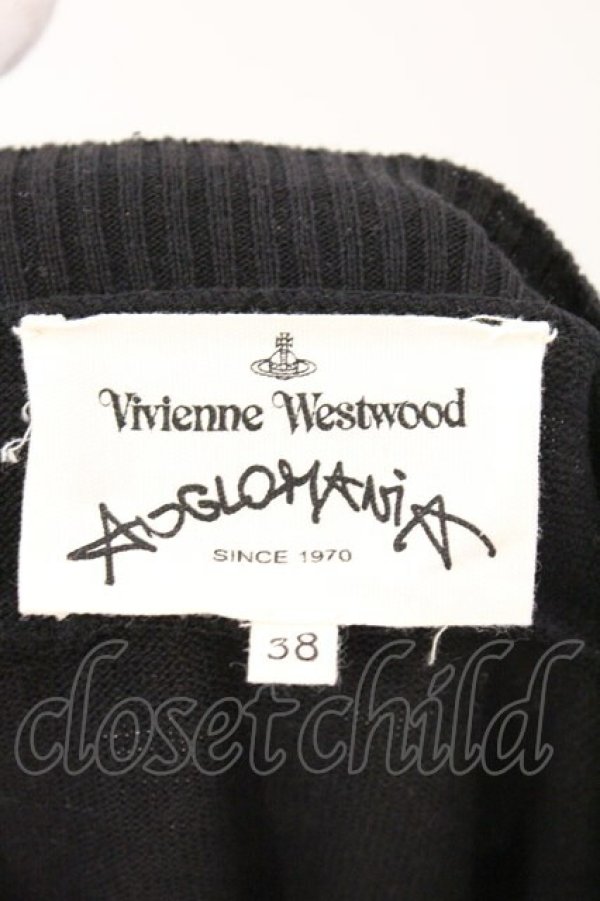 Vivienne Westwood
ANGLOMANIA
SINCE 1970
38
closetchild